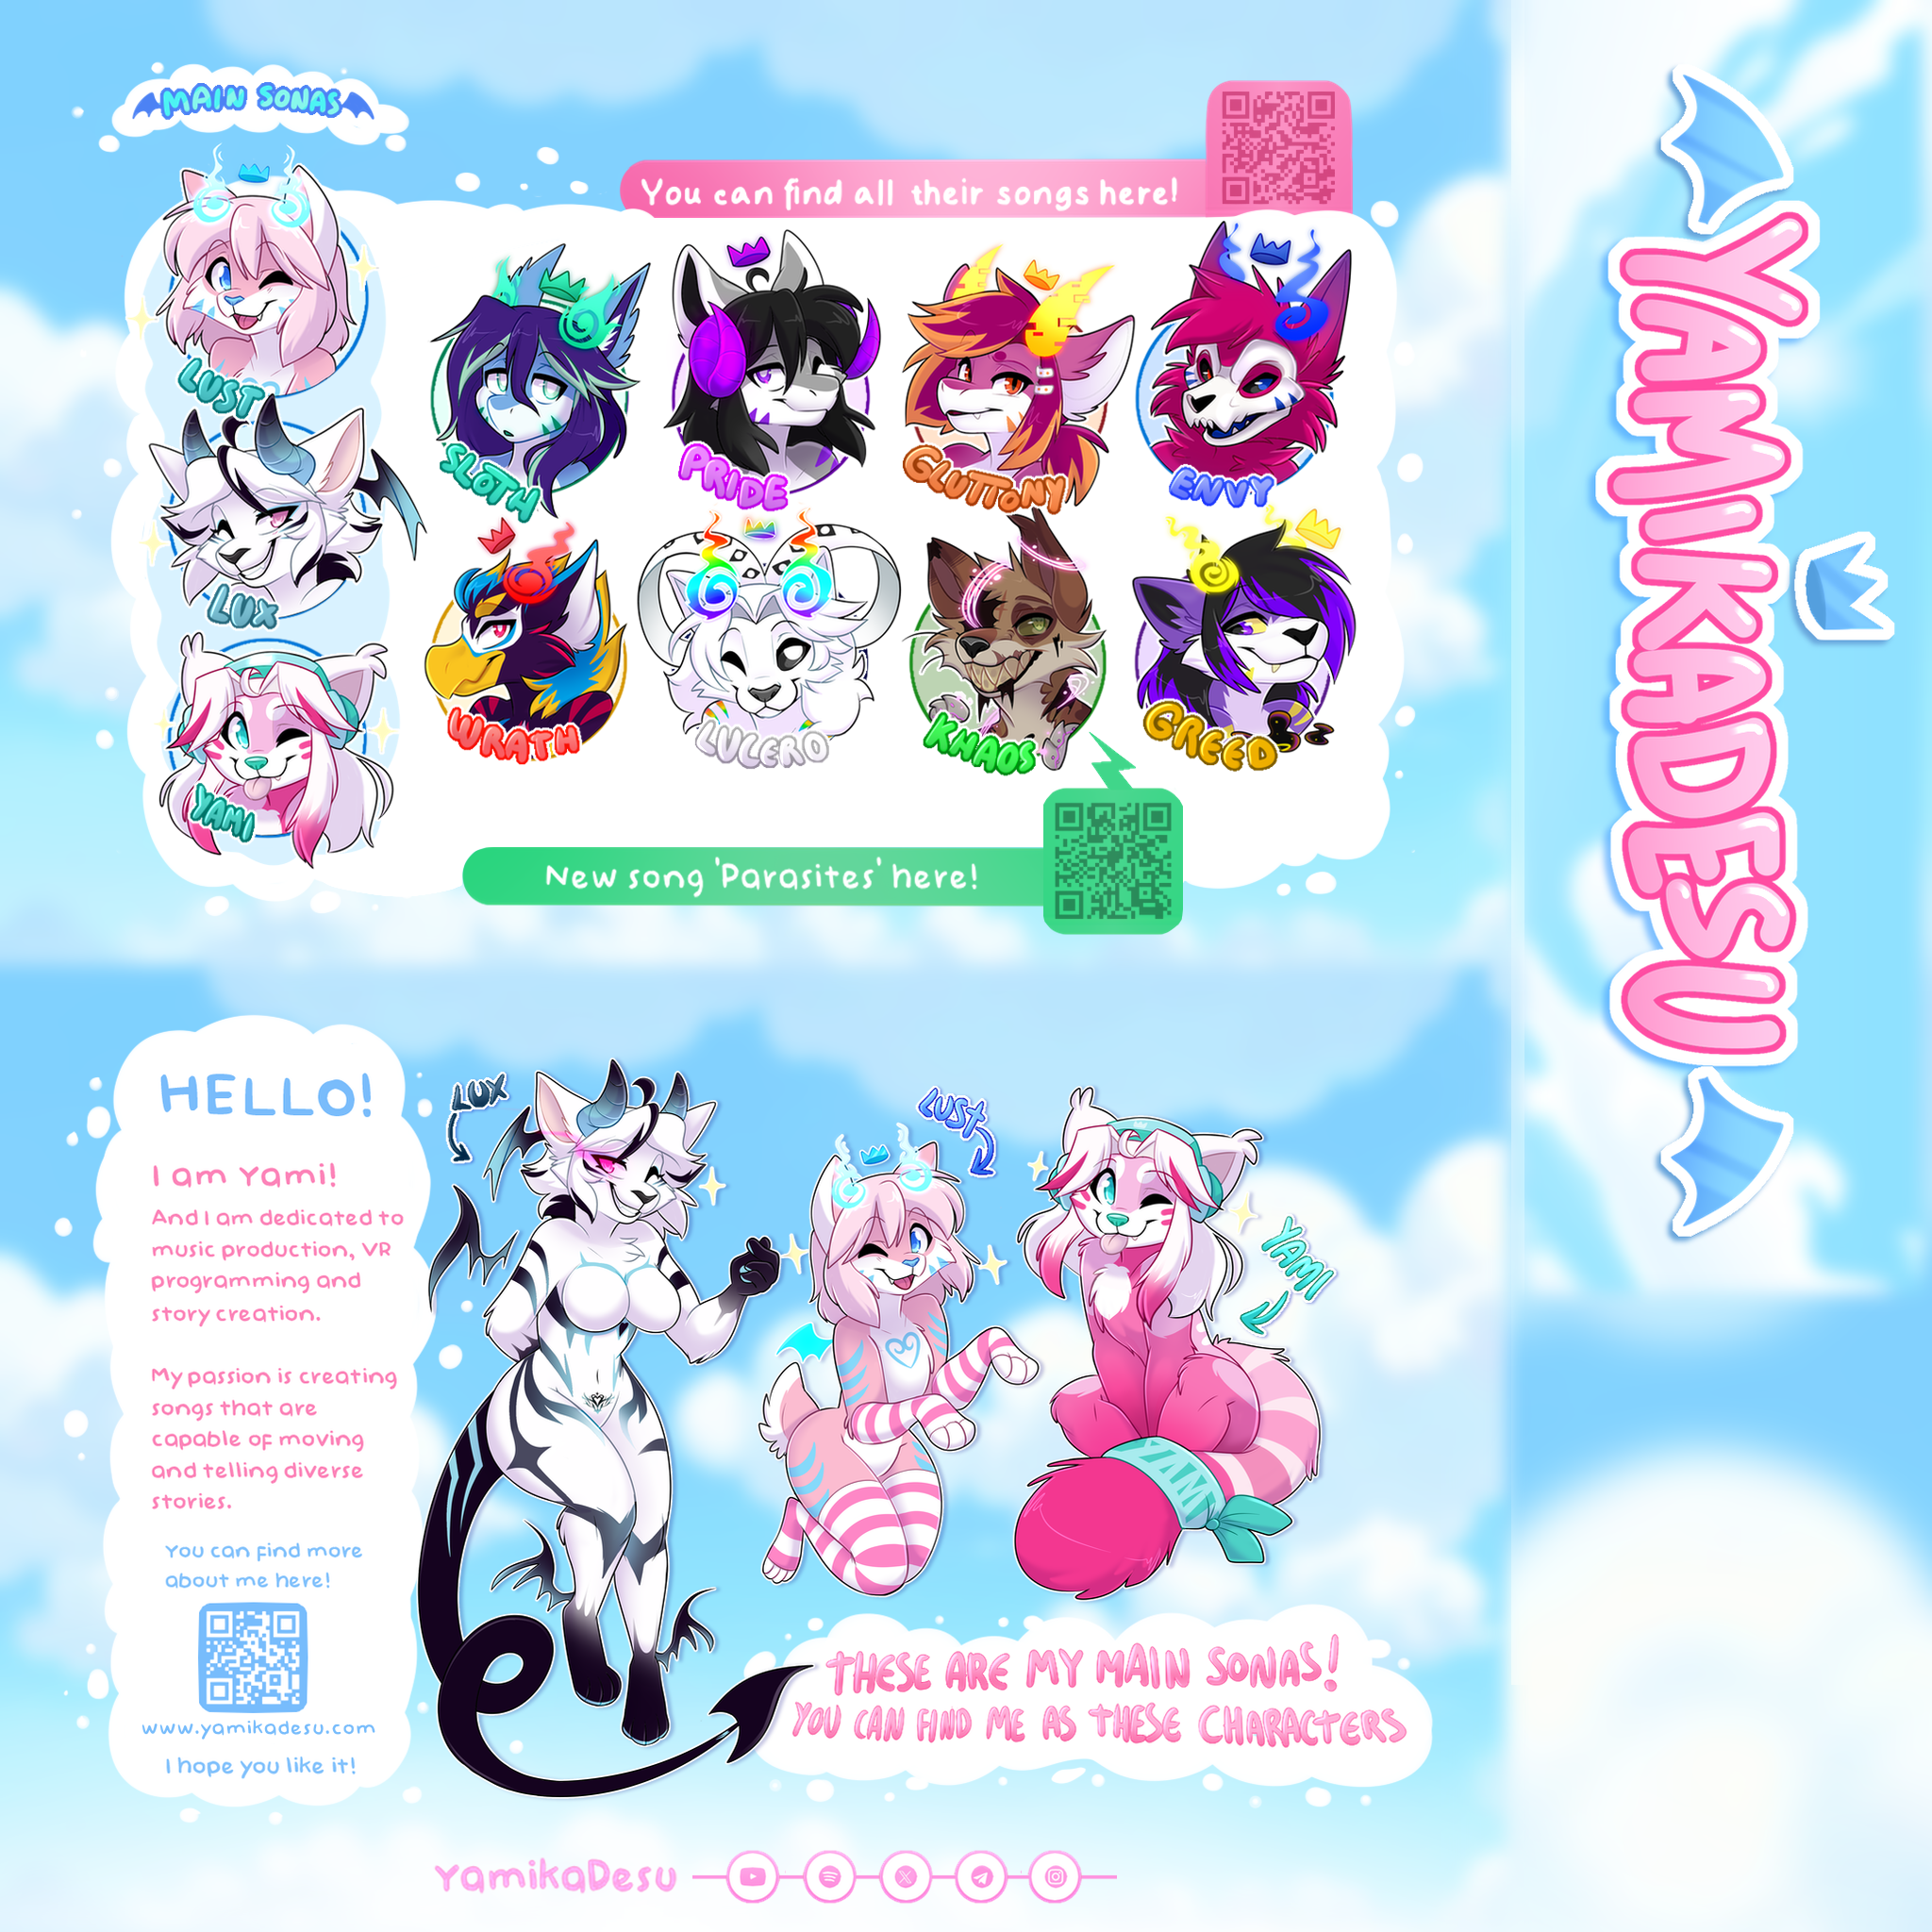 MAIN SONAS
You can find all their songs here!
LUST
SLOTH
PRIDE
GLUTTONY
ENVY
LUX
WRATH
LUCERO
KHAOS
GREED
YAMI
New song 'Parasites' here!
YAMIKADESU
HELLO!
I am Yami!
And I am dedicated to
music production, VR
programming and
story creation.
My passion is creating
songs that are
capable of moving
and telling diverse
stories.
You can find more
about me here!
www.yamikadesu.com
I hope you like it!
LUX
LUST
YAMI
YAMI
THESE ARE MY MAIN SONAS!
YOU CAN FIND ME AS THESE CHARACTERS
YamikaDesu